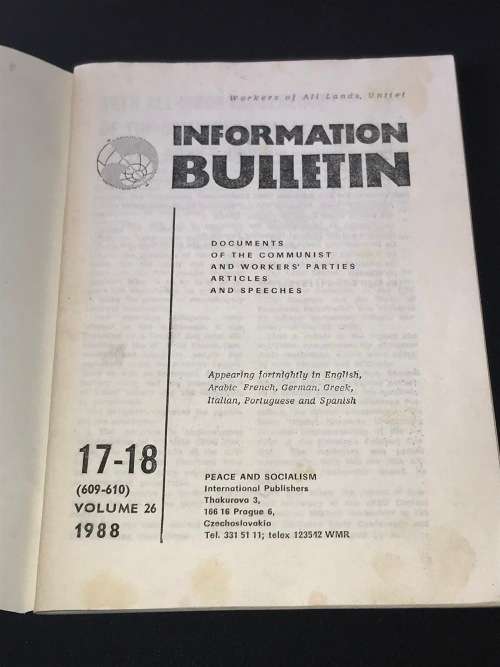 Workers of All Lands, Unite!
INFORMATION
BULLETIN
DOCUMENTS
OF THE COMMUNIST
AND WORKERS' PARTIES
ARTICLES
AND SPEECHES
Appearing fortnightly in English,
Arabic, French, German, Greek,
Italian, Portuguese and Spanish
17-18
(609-610)
VOLUME 26
1988
PEACE AND SOCIALISM
International Publishers
Thakurova 3,
166 16 Prague 6,
Czechoslovakia
Tel. 331 51 11; telex 123542 WMR